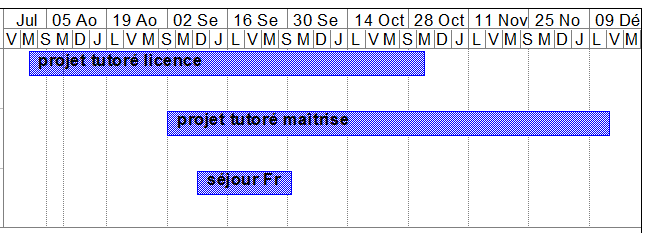 Jul 05 Ao 19 Ao 02 Se 16 Se 30 Se 14 Oct 28 Oct 11 Nov 25 No 09 Dé
V M S M D J L V M S M D J L V M S M D J L V M S M D J L V M S M D J L V M
projet tutoré licence
projet tutoré maîtrise
séjour Fr